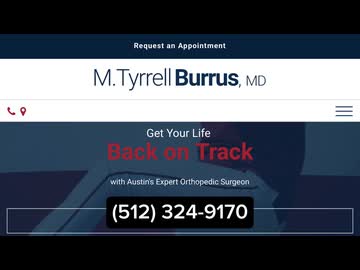 Request an Appointment
M.Tyrrell Burrus, MD
Get Your Life
Back on Track
with Austin's Expert Orthopedic Surgeon
(512) 324-9170